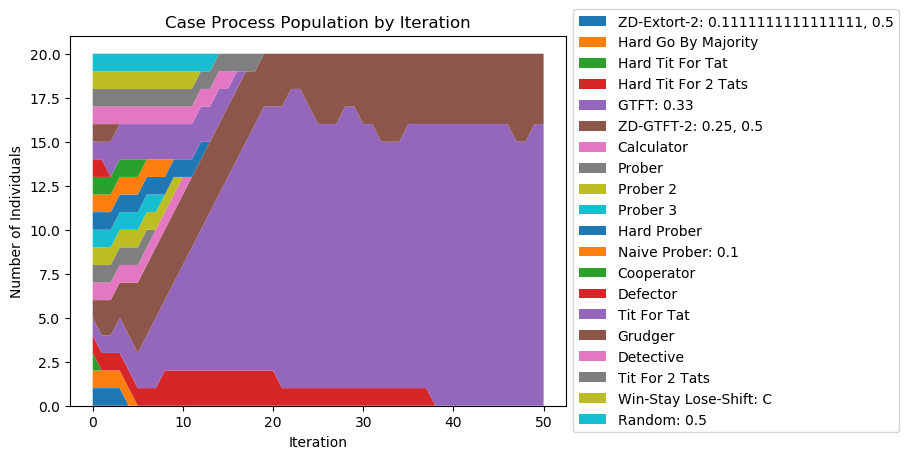 Case Process Population by Iteration
20.0
17.5
15.0
12.5
10.0
7.5
5.0
2.5
0.0
Number of Individuals
0 10 20 30 40 50
Iteration
ZD-Extort-2: 0.1111111111111111, 0.5
Hard Go By Majority
Hard Tit For Tat
Hard Tit For 2 Tats
GTFT: 0.33
ZD-GTFT-2: 0.25, 0.5
Calculator
Prober
Prober 2
Prober 3
Hard Prober
Naive Prober: 0.1
Cooperator
Defector
Tit For Tat
Grudger
Detective
Tit For 2 Tats
Win-Stay Lose-Shift: C
Random: 0.5